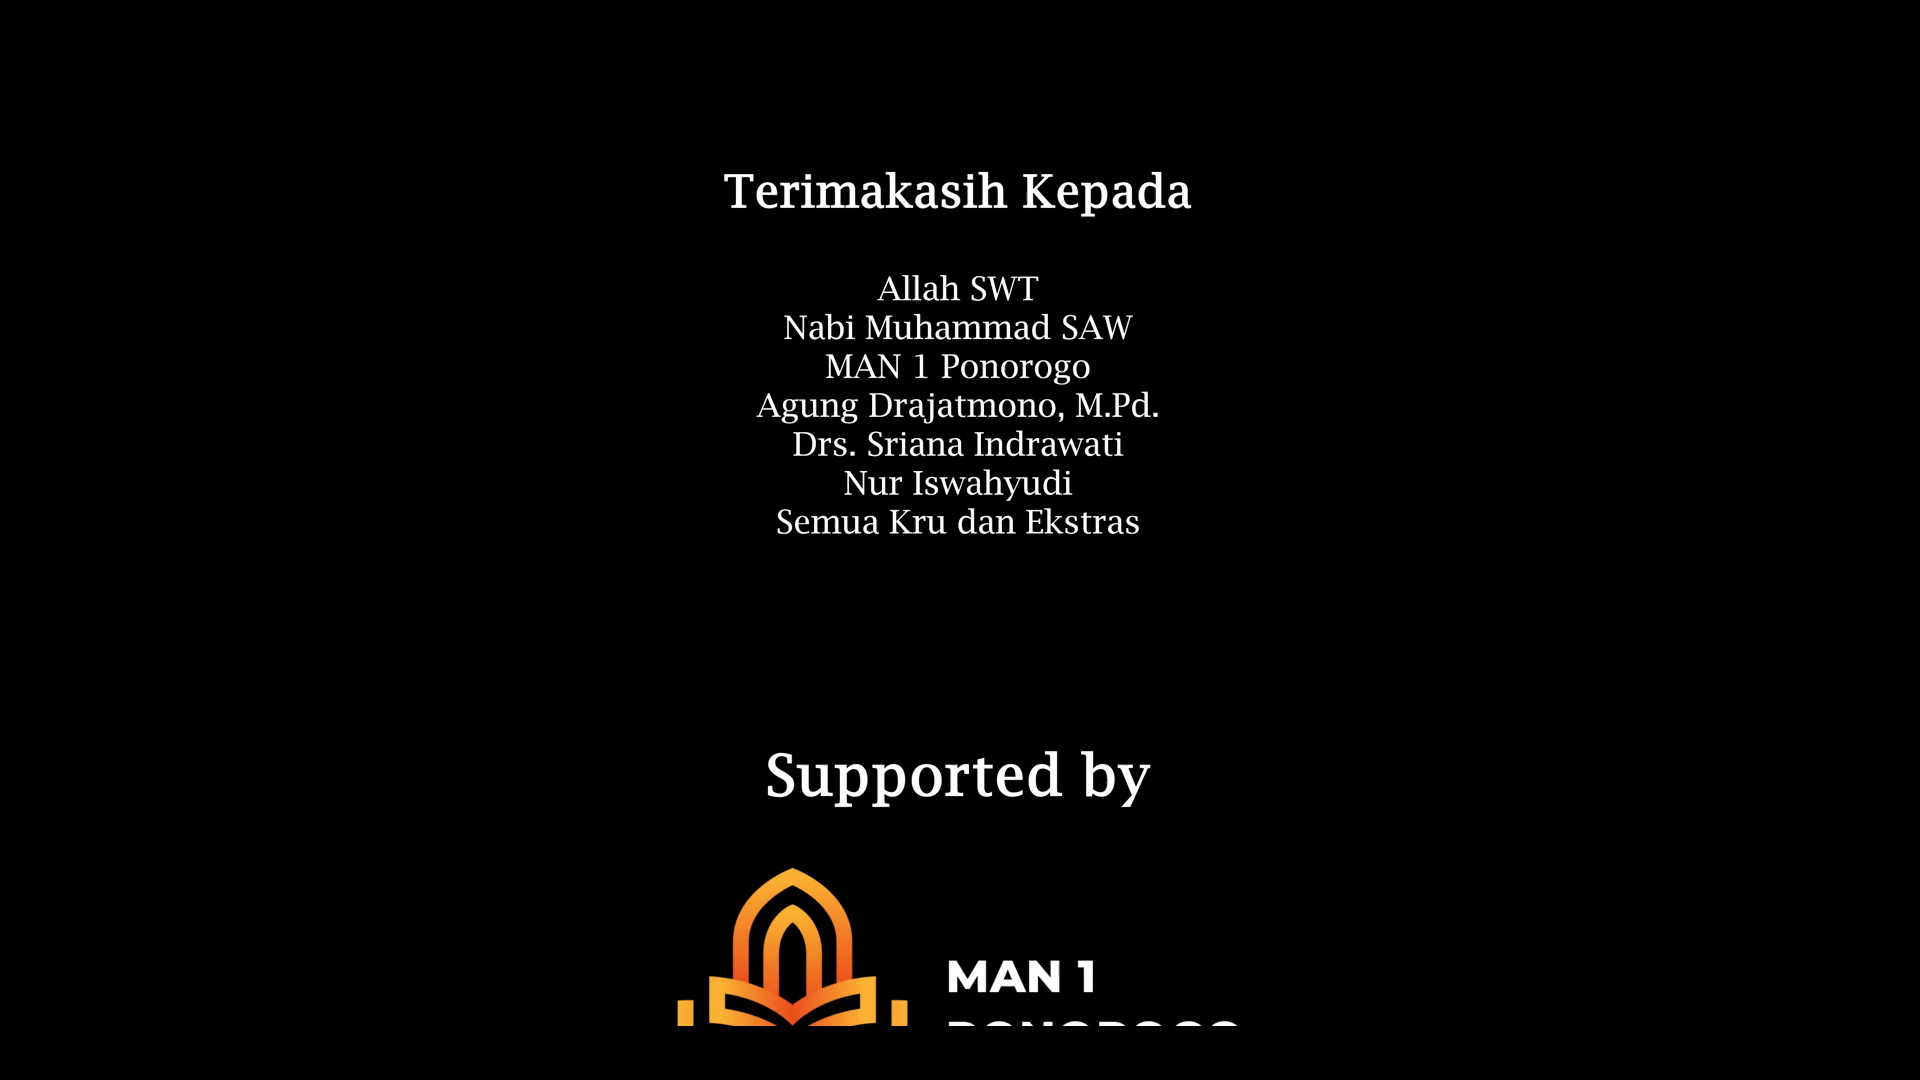 Terimakasih Kepada
Allah SWT
Nabi Muhammad SAW
MAN 1 Ponorogo
Agung Drajatmono, M.Pd.
Drs. Sriana Indrawati
Nur Iswahyudi
Semua Kru dan Ekstras
Supported by
MAN 1